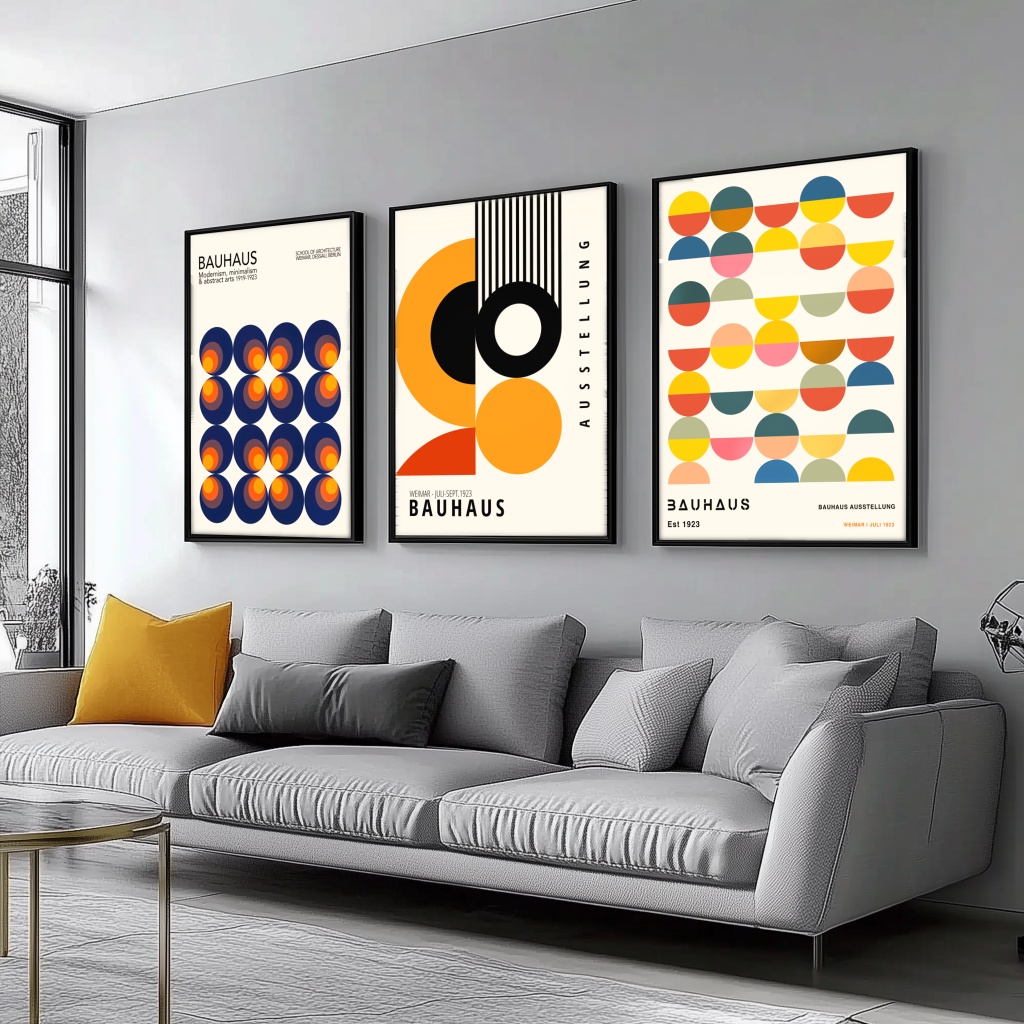 BAUHAUS
Modernism, minimalism
& abstract arts 1919-1923
SCHOOL OF ARCHITECTURE
WEIMAR, DESSAU, BERLIN
AUSSTELLUNG
WEIMAR - JULI-SEPT.1923
BAUHAUS
BAUHAUS
Est 1923
BAUHAUS AUSSTELLUNG
WEIMAR | JULI 1923